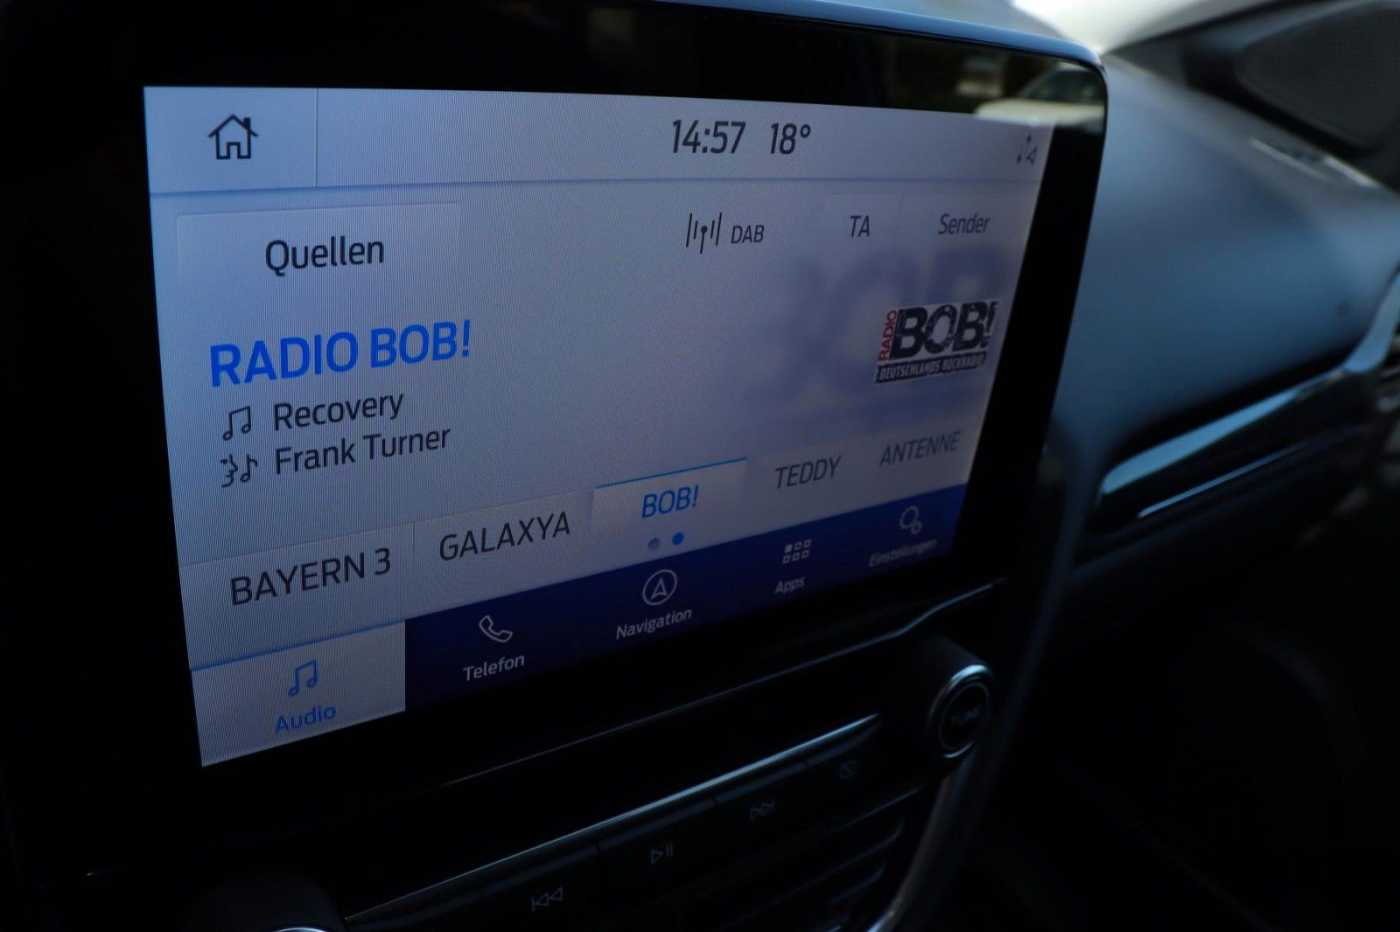 14:57 18°
Quellen
DAB
TA
Sender
RADIO BOB!
Recovery
Frank Turner
RADIO
BOB!
DEUTSCHLANDS ROCKRADIO
BAYERN 3
GALAXYA
BOB!
TEDDY
ANTENNE
Audio
Telefon
Navigation
Apps
Einstellungen